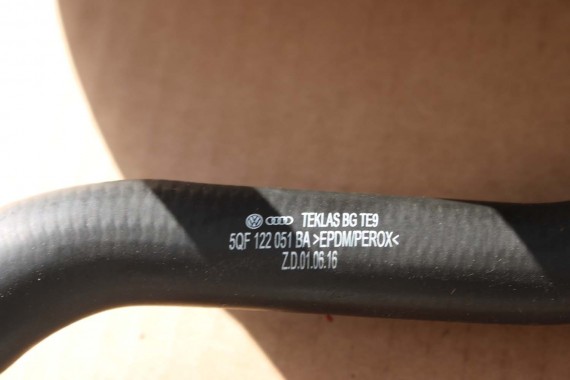 TEKLAS BG TE9
5QF 122 051 BA >EPDM/PEROX<
Z.D.01.06.16